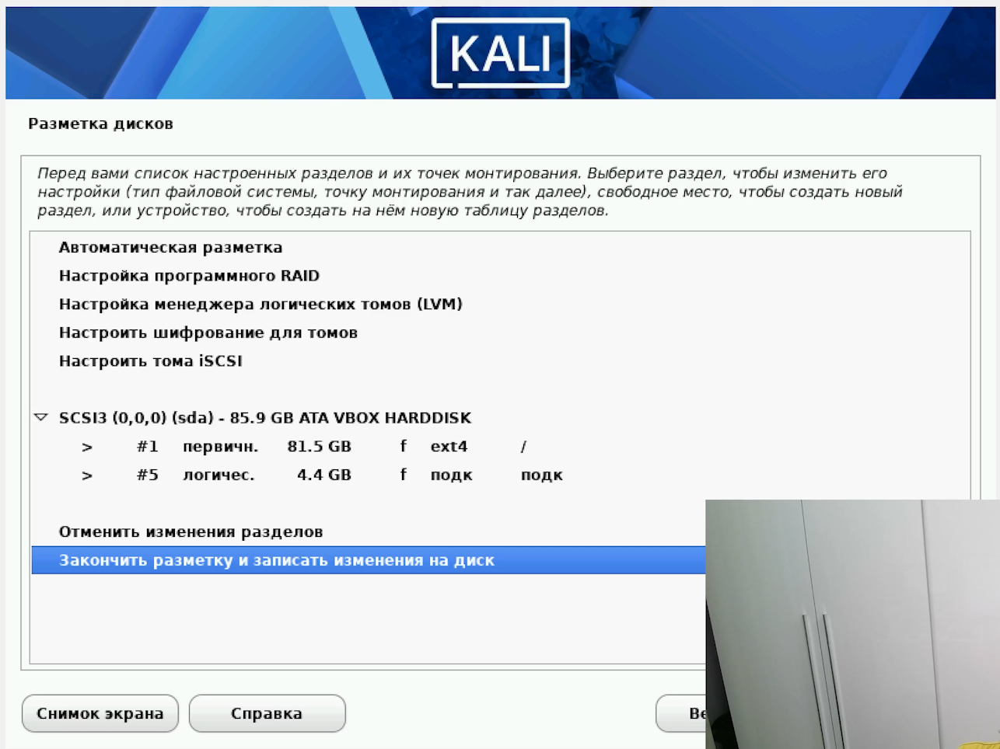 KALI
Разметка дисков
Перед вами список настроенных разделов и их точек монтирования. Выберите раздел, чтобы изменить его
настройки (тип файловой системы, точку монтирования и так далее), свободное место, чтобы создать новый
раздел, или устройство, чтобы создать на нём новую таблицу разделов.
Автоматическая разметка
Настройка программного RAID
Настройка менеджера логических томов (LVM)
Настроить шифрование для томов
Настроить тома iSCSI
SCSI3 (0,0,0) (sda) - 85.9 GB ATA VBOX HARDDISK
> #1 первичн. 81.5 GB f ext4 /
> #5 логичес. 4.4 GB f подк подк
Отменить изменения разделов
Закончить разметку и записать изменения на диск
Снимок экрана Справка